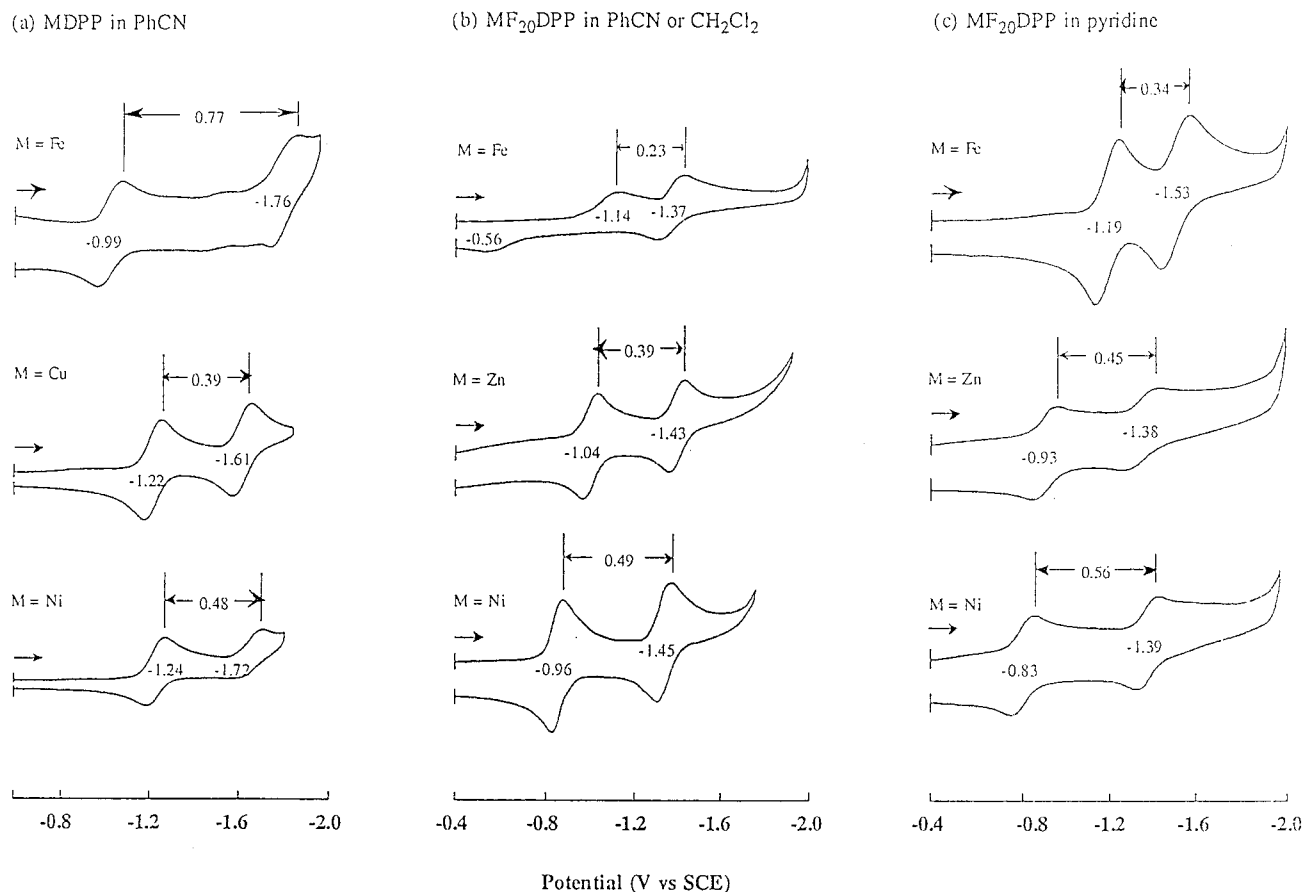 (a) MDPP in PhCN
(b) MF₂₀DPP in PhCN or CH₂Cl₂
(c) MF₂₀DPP in pyridine
0.77
M = Fe
-0.99
-1.76
0.39
M = Cu
-1.22
-1.61
0.48
M = Ni
-1.24
-1.72
-0.8 -1.2 -1.6 -2.0
0.23
M = Fe
-0.56
-1.14
-1.37
0.39
M = Zn
-1.04
-1.43
0.49
M = Ni
-0.96
-1.45
-0.4 -0.8 -1.2 -1.6 -2.0
0.34
M = Fe
-1.19
-1.53
0.45
M = Zn
-0.93
-1.38
0.56
M = Ni
-0.83
-1.39
-0.4 -0.8 -1.2 -1.6 -2.0
Potential (V vs SCE)